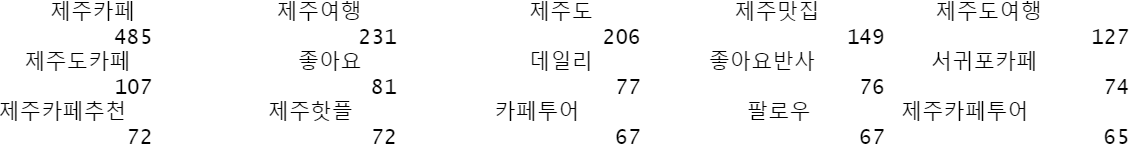 제주카페 제주여행 제주도 제주맛집 제주도여행
485 231 206 149 127
제주도카페 좋아요 데일리 좋아요반사 서귀포카페
107 81 77 76 74
제주카페추천 제주핫플 카페투어 팔로우 제주카페투어
72 72 67 67 65